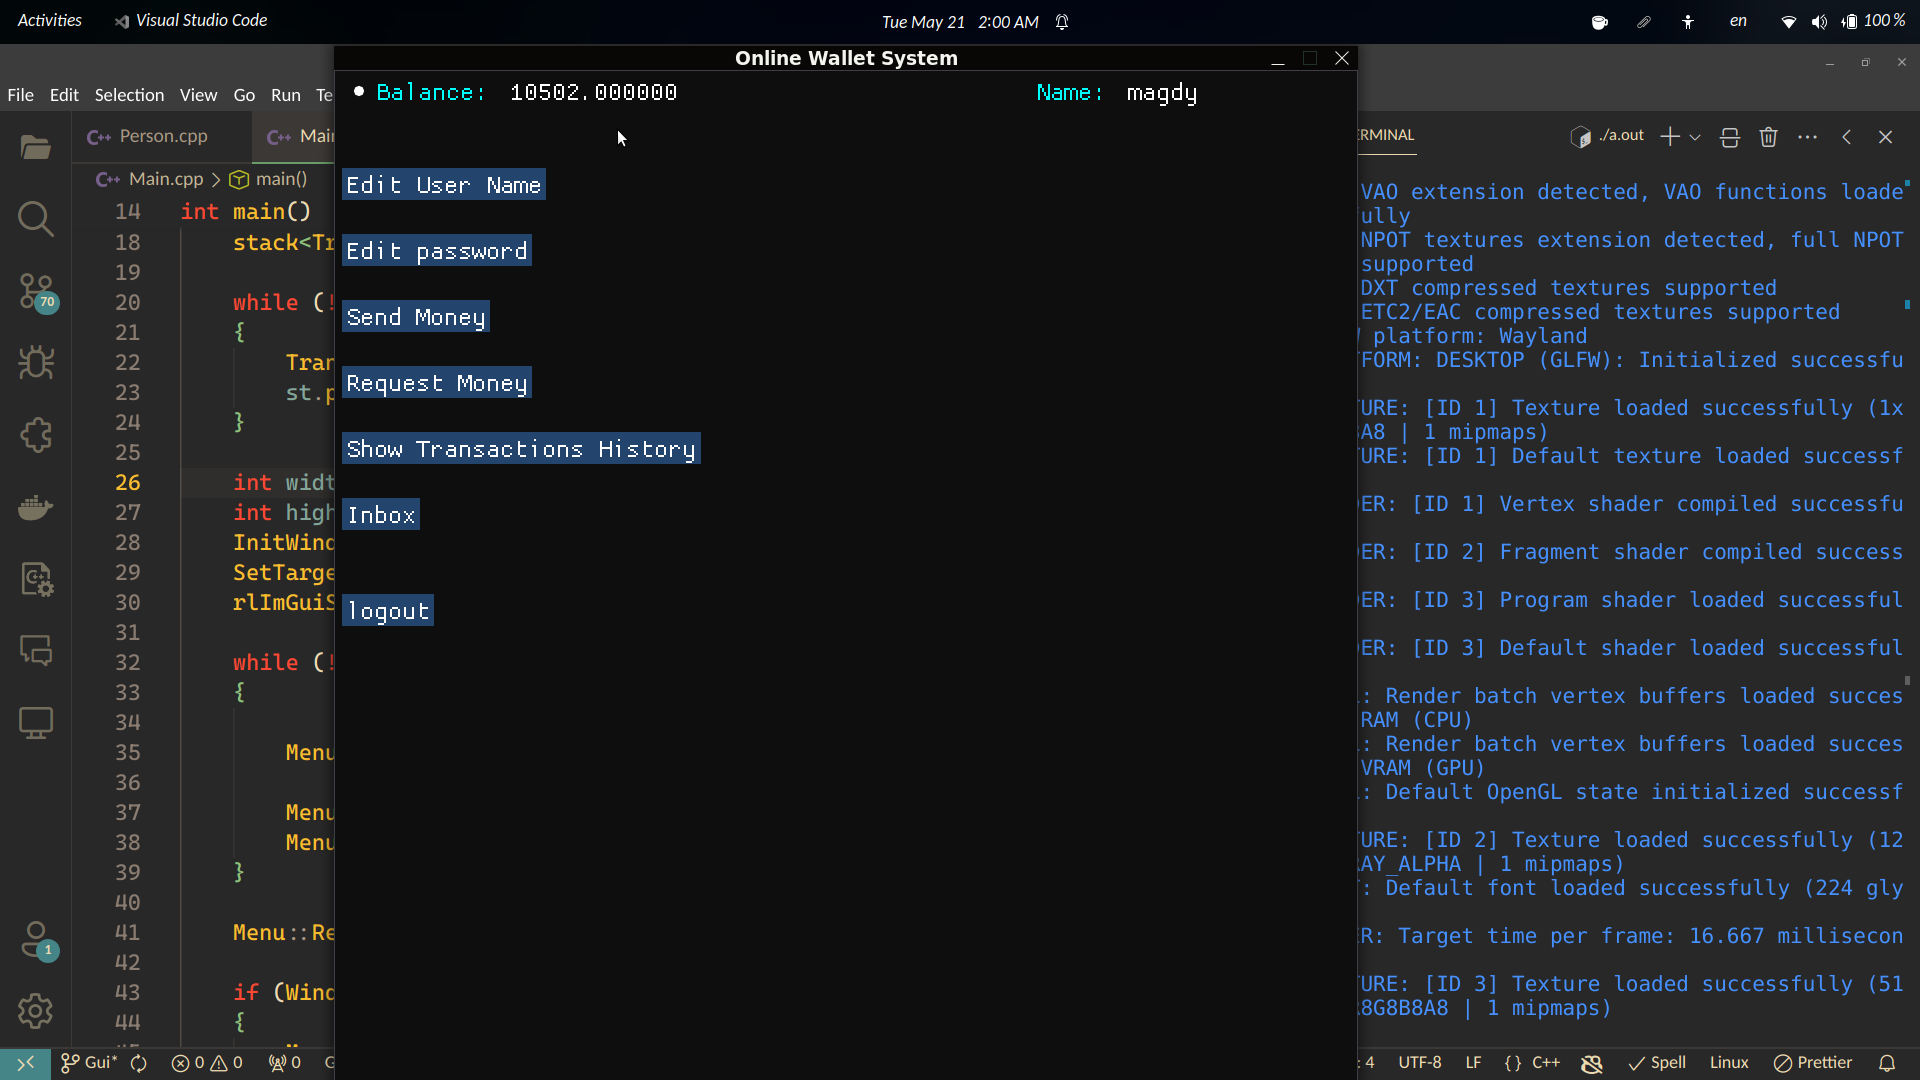 Activities Visual Studio Code Tue May 21 2:00 AM en 100 %
Online Wallet System
File Edit Selection View Go Run Te
Person.cpp Mai
Main.cpp > main()
14 int main()
18 stack<Tr
19
20 while (!
21 {
22 Tran
23 st.p
24 }
25
26 int widt
27 int high
28 InitWind
29 SetTarge
30 rlImGuiS
31
32 while (!
33 {
34
35 Menu
36
37 Menu
38 Menu
39 }
40
41 Menu::Re
42
43 if (Wind
44 {
70
1
Balance: 10502.000000 Name: magdy
Edit User Name
Edit password
Send Money
Request Money
Show Transactions History
Inbox
logout
ERMINAL ./a.out
VAO extension detected, VAO functions loade
fully
NPOT textures extension detected, full NPOT
supported
DXT compressed textures supported
ETC2/EAC compressed textures supported
platform: Wayland
FORM: DESKTOP (GLFW): Initialized successfu
URE: [ID 1] Texture loaded successfully (1x
A8 | 1 mipmaps)
URE: [ID 1] Default texture loaded successf
ER: [ID 1] Vertex shader compiled successfu
ER: [ID 2] Fragment shader compiled success
ER: [ID 3] Program shader loaded successful
ER: [ID 3] Default shader loaded successful
: Render batch vertex buffers loaded succes
RAM (CPU)
: Render batch vertex buffers loaded succes
VRAM (GPU)
: Default OpenGL state initialized successf
URE: [ID 2] Texture loaded successfully (12
AY_ALPHA | 1 mipmaps)
: Default font loaded successfully (224 gly
R: Target time per frame: 16.667 millisecon
URE: [ID 3] Texture loaded successfully (51
8G8B8A8 | 1 mipmaps)
Gui* 0 0 0 : 4 UTF-8 LF {} C++ Spell Linux Prettier